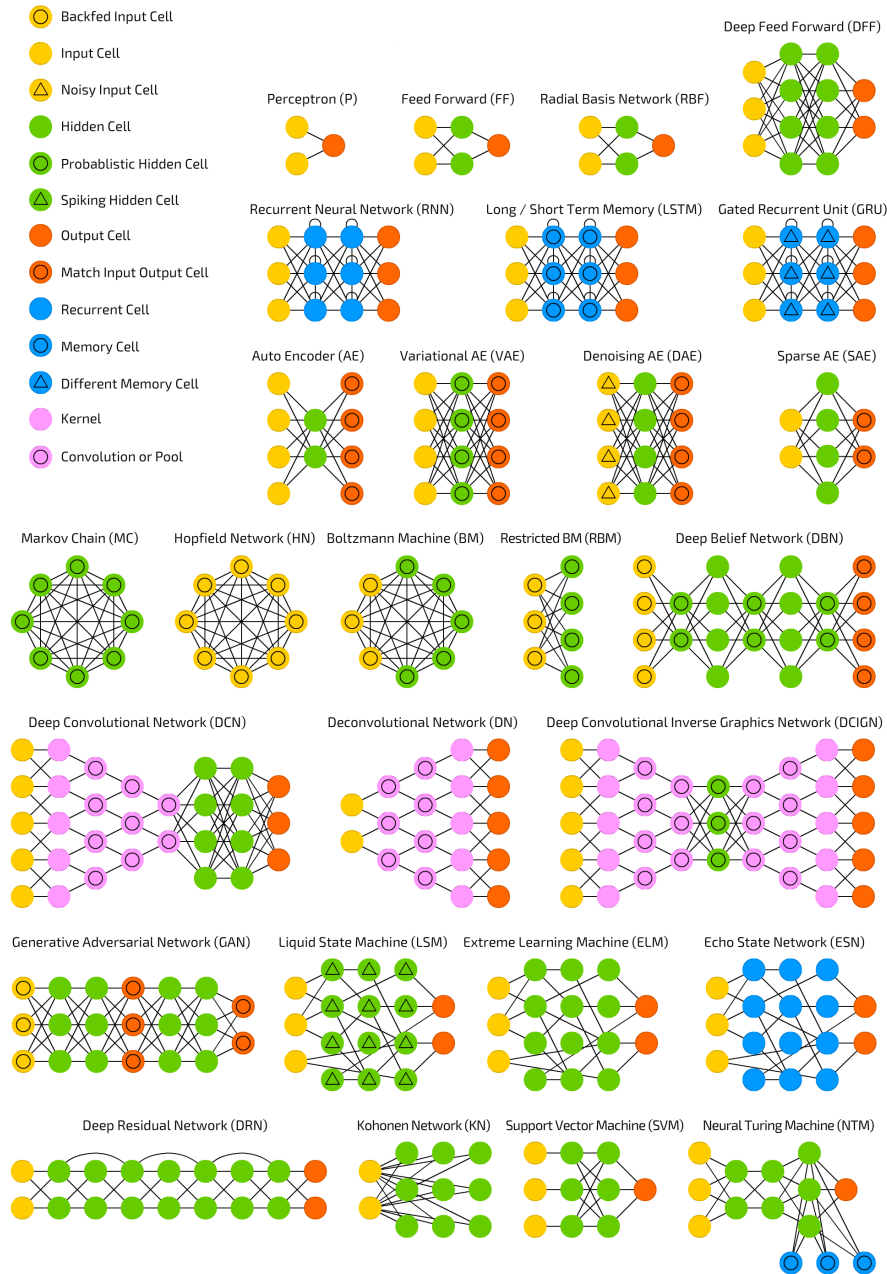 Backfed Input Cell
Input Cell
Noisy Input Cell
Hidden Cell
Probablistic Hidden Cell
Spiking Hidden Cell
Output Cell
Match Input Output Cell
Recurrent Cell
Memory Cell
Different Memory Cell
Kernel
Convolution or Pool
Deep Feed Forward (DFF)
Perceptron (P)
Feed Forward (FF)
Radial Basis Network (RBF)
Recurrent Neural Network (RNN)
Long / Short Term Memory (LSTM)
Gated Recurrent Unit (GRU)
Auto Encoder (AE)
Variational AE (VAE)
Denoising AE (DAE)
Sparse AE (SAE)
Markov Chain (MC)
Hopfield Network (HN)
Boltzmann Machine (BM)
Restricted BM (RBM)
Deep Belief Network (DBN)
Deep Convolutional Network (DCN)
Deconvolutional Network (DN)
Deep Convolutional Inverse Graphics Network (DCIGN)
Generative Adversarial Network (GAN)
Liquid State Machine (LSM)
Extreme Learning Machine (ELM)
Echo State Network (ESN)
Deep Residual Network (DRN)
Kohonen Network (KN)
Support Vector Machine (SVM)
Neural Turing Machine (NTM)